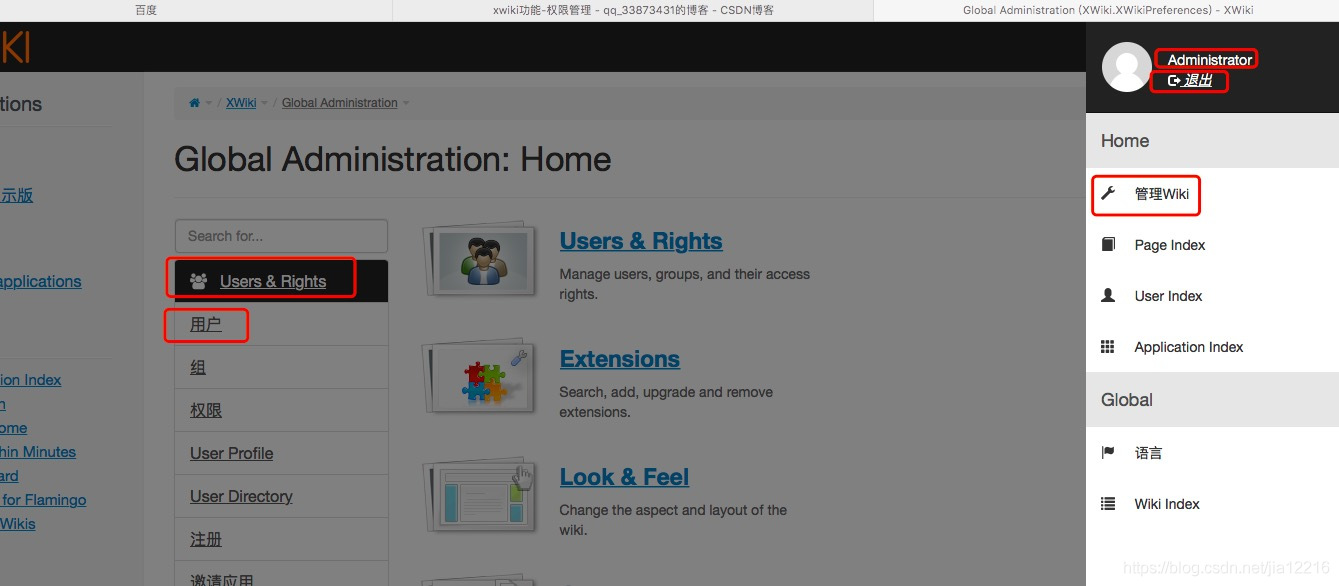 百度
xwiki功能-权限管理 - qq_33873431的博客 - CSDN博客
Global Administration (XWiki.XWikiPreferences) - XWiki
KI
Administrator
退出
tions
XWiki / Global Administration
Global Administration: Home
Home
示版
管理Wiki
Search for...
Users & Rights
Manage users, groups, and their access
rights.
Page Index
applications
Users & Rights
用户
User Index
组
Extensions
Search, add, upgrade and remove
extensions.
Application Index
ion Index
n
ome
hin Minutes
ard
for Flamingo
Wikis
权限
Global
User Profile
语言
User Directory
Look & Feel
Change the aspect and layout of the
wiki.
Wiki Index
注册
邀请应用
https://blog.csdn.net/jia12216